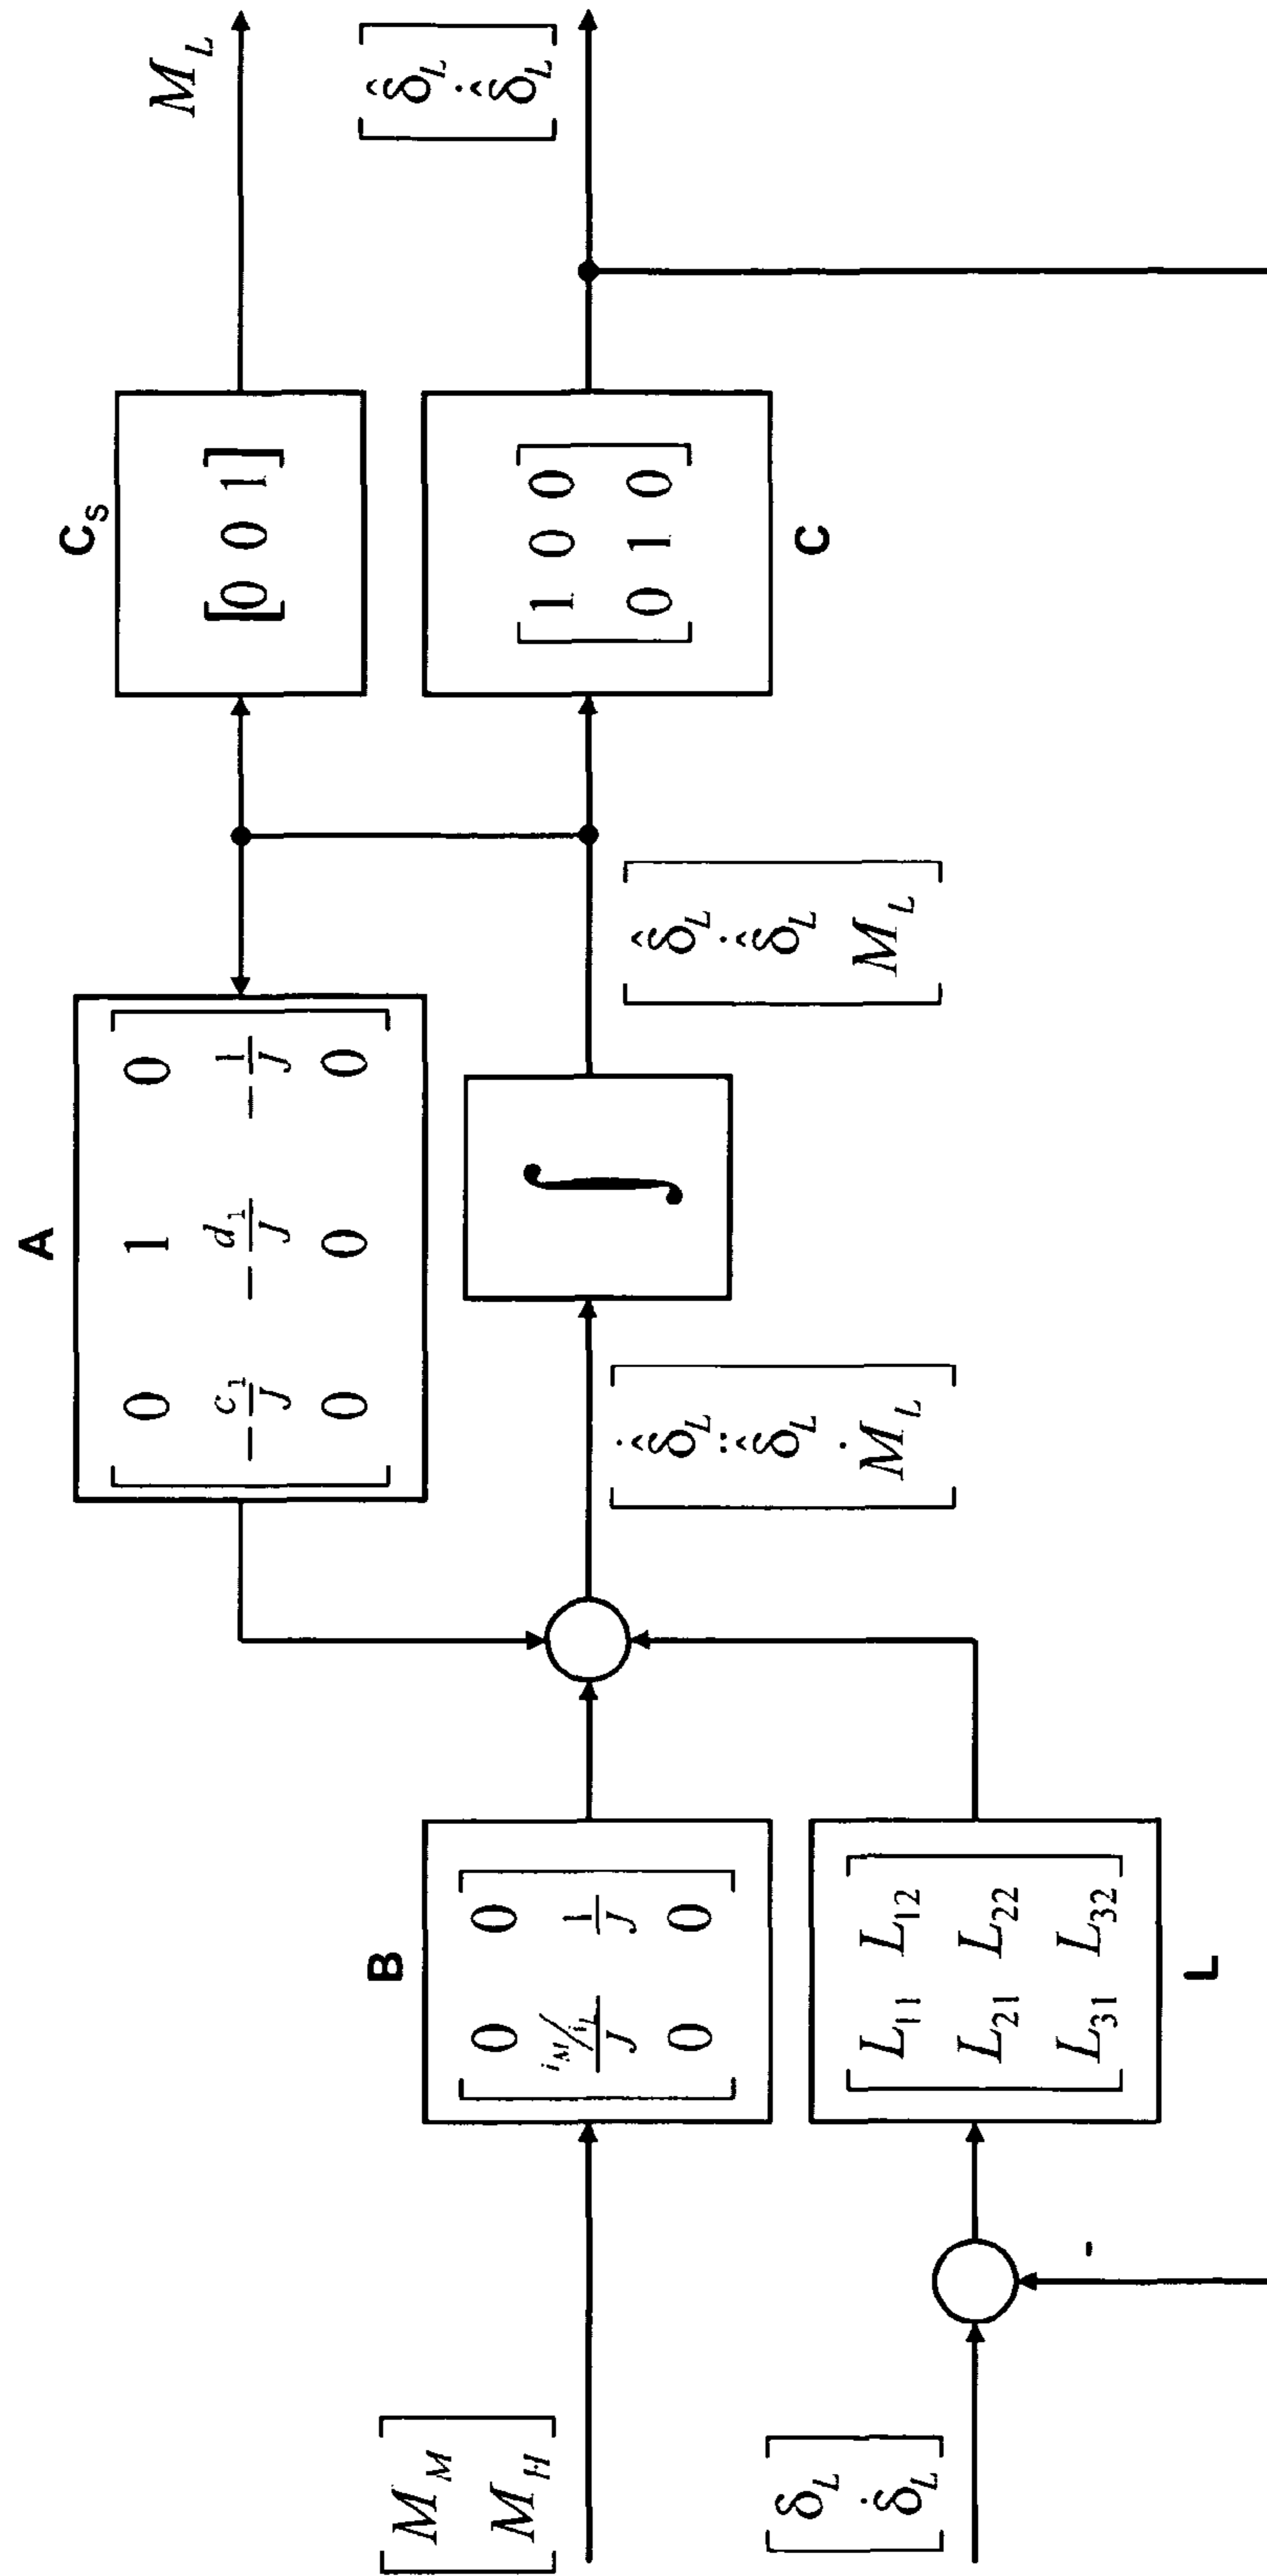 [M_M
M_H]
[δ_L
δ̇_L]
B
[0 0
(i_M/i_L)/J 1/J
0 0]
L
[L_11 L_12
L_21 L_22
L_31 L_32]
-
A
[0 1 0
-c_1/J -d_1/J -1/J
0 0 0]
∫
[δ̂̇_L
δ̂̈_L
Ṁ_L]
[δ̂_L
δ̂̇_L
M_L]
C_S
[0 0 1]
[1 0 0
0 1 0]
C
M_L
[δ̂_L
δ̂̇_L]